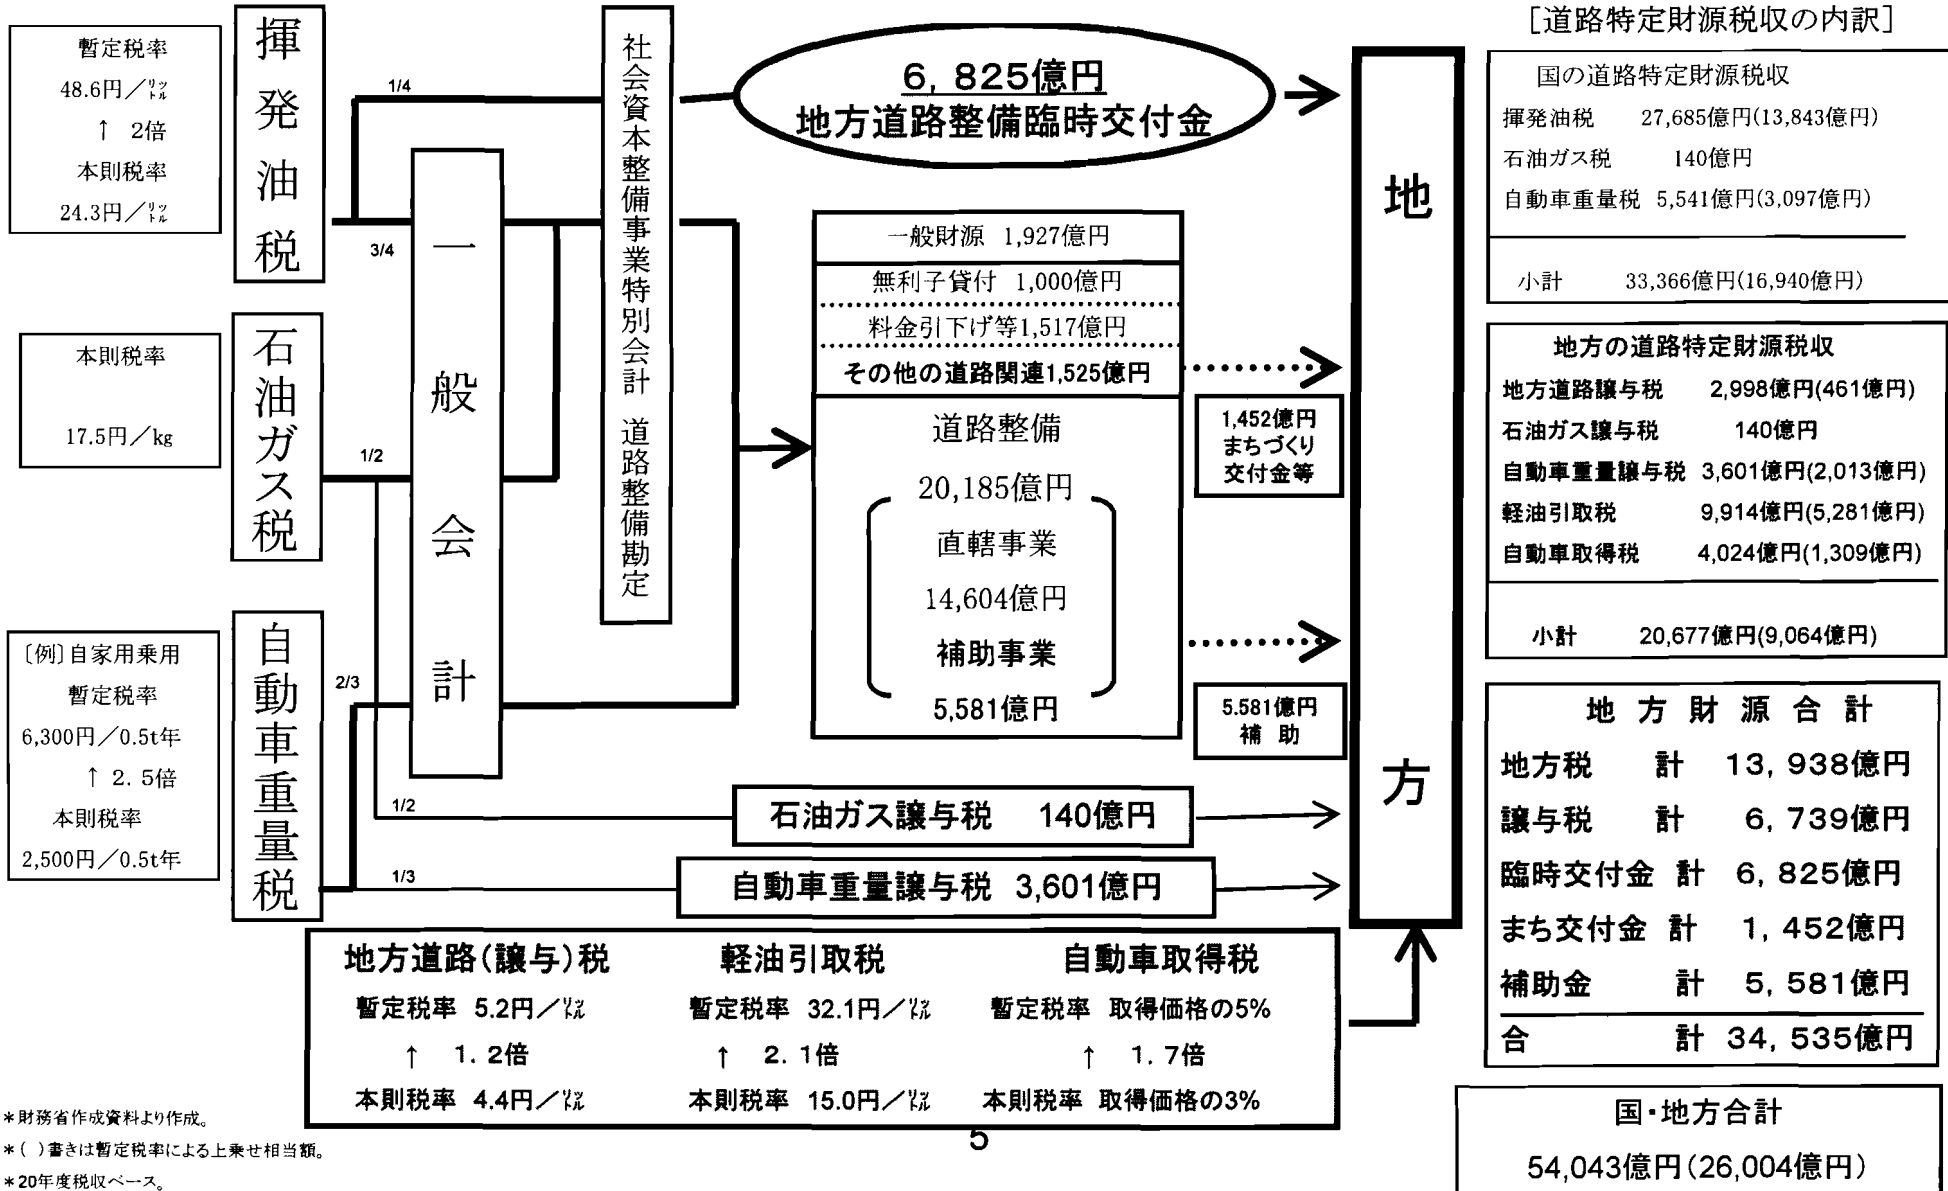 [道路特定財源税収の内訳]
暫定税率
48.6円／㍑
↑ 2倍
本則税率
24.3円／㍑
揮発油税
1/4
3/4
本則税率
17.5円／kg
石油ガス税
1/2
1/2
〔例〕自家用乗用
暫定税率
6,300円／0.5t年
↑ 2. 5倍
本則税率
2,500円／0.5t年
自動車重量税
2/3
1/3
一般会計
社会資本整備事業特別会計 道路整備勘定
6, 825億円
地方道路整備臨時交付金
一般財源 1,927億円
無利子貸付 1,000億円
料金引下げ等1,517億円
その他の道路関連1,525億円
道路整備
20,185億円
直轄事業
14,604億円
補助事業
5,581億円
1,452億円
まちづくり
交付金等
5.581億円
補 助
石油ガス譲与税 140億円
自動車重量譲与税 3,601億円
地方
地方道路(譲与)税
暫定税率 5.2円／㍑
↑ 1. 2倍
本則税率 4.4円／㍑
軽油引取税
暫定税率 32.1円／㍑
↑ 2. 1倍
本則税率 15.0円／㍑
自動車取得税
暫定税率 取得価格の5%
↑ 1. 7倍
本則税率 取得価格の3%
国の道路特定財源税収
揮発油税 27,685億円(13,843億円)
石油ガス税 140億円
自動車重量税 5,541億円(3,097億円)
小計 33,366億円(16,940億円)
地方の道路特定財源税収
地方道路譲与税 2,998億円(461億円)
石油ガス譲与税 140億円
自動車重量譲与税 3,601億円(2,013億円)
軽油引取税 9,914億円(5,281億円)
自動車取得税 4,024億円(1,309億円)
小計 20,677億円(9,064億円)
地方財源合計
地方税 計 13, 938億円
譲与税 計 6, 739億円
臨時交付金 計 6, 825億円
まち交付金 計 1, 452億円
補助金 計 5, 581億円
合 計 34, 535億円
国・地方合計
54,043億円(26,004億円)
＊財務省作成資料より作成。
＊( )書きは暫定税率による上乗せ相当額。
＊20年度税収ベース。
5